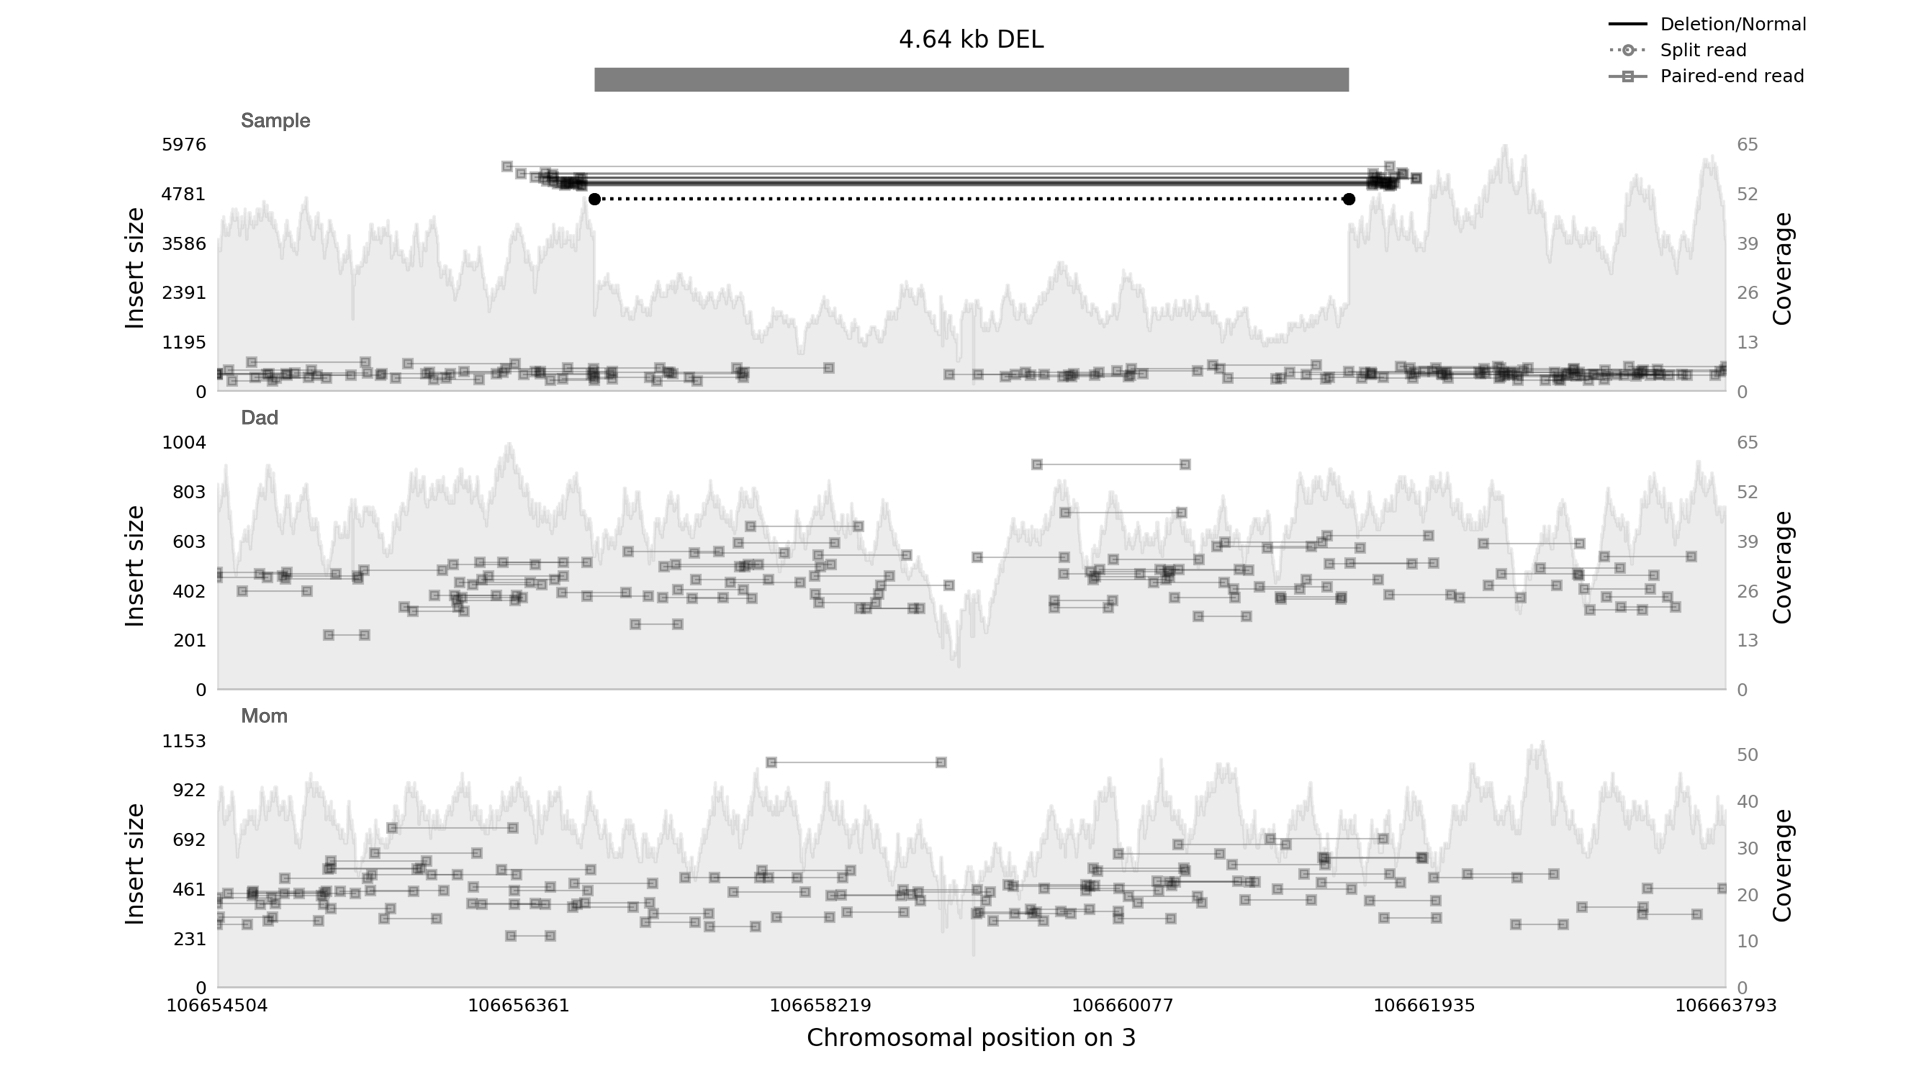 4.64 kb DEL
Deletion/Normal
Split read
Paired-end read
Sample
5976
4781
3586
2391
1195
0
Insert size
65
52
39
26
13
0
Coverage
Dad
1004
803
603
402
201
0
Insert size
65
52
39
26
13
0
Coverage
Mom
1153
922
692
461
231
0
Insert size
50
40
30
20
10
0
Coverage
106654504 106656361 106658219 106660077 106661935 106663793
Chromosomal position on 3